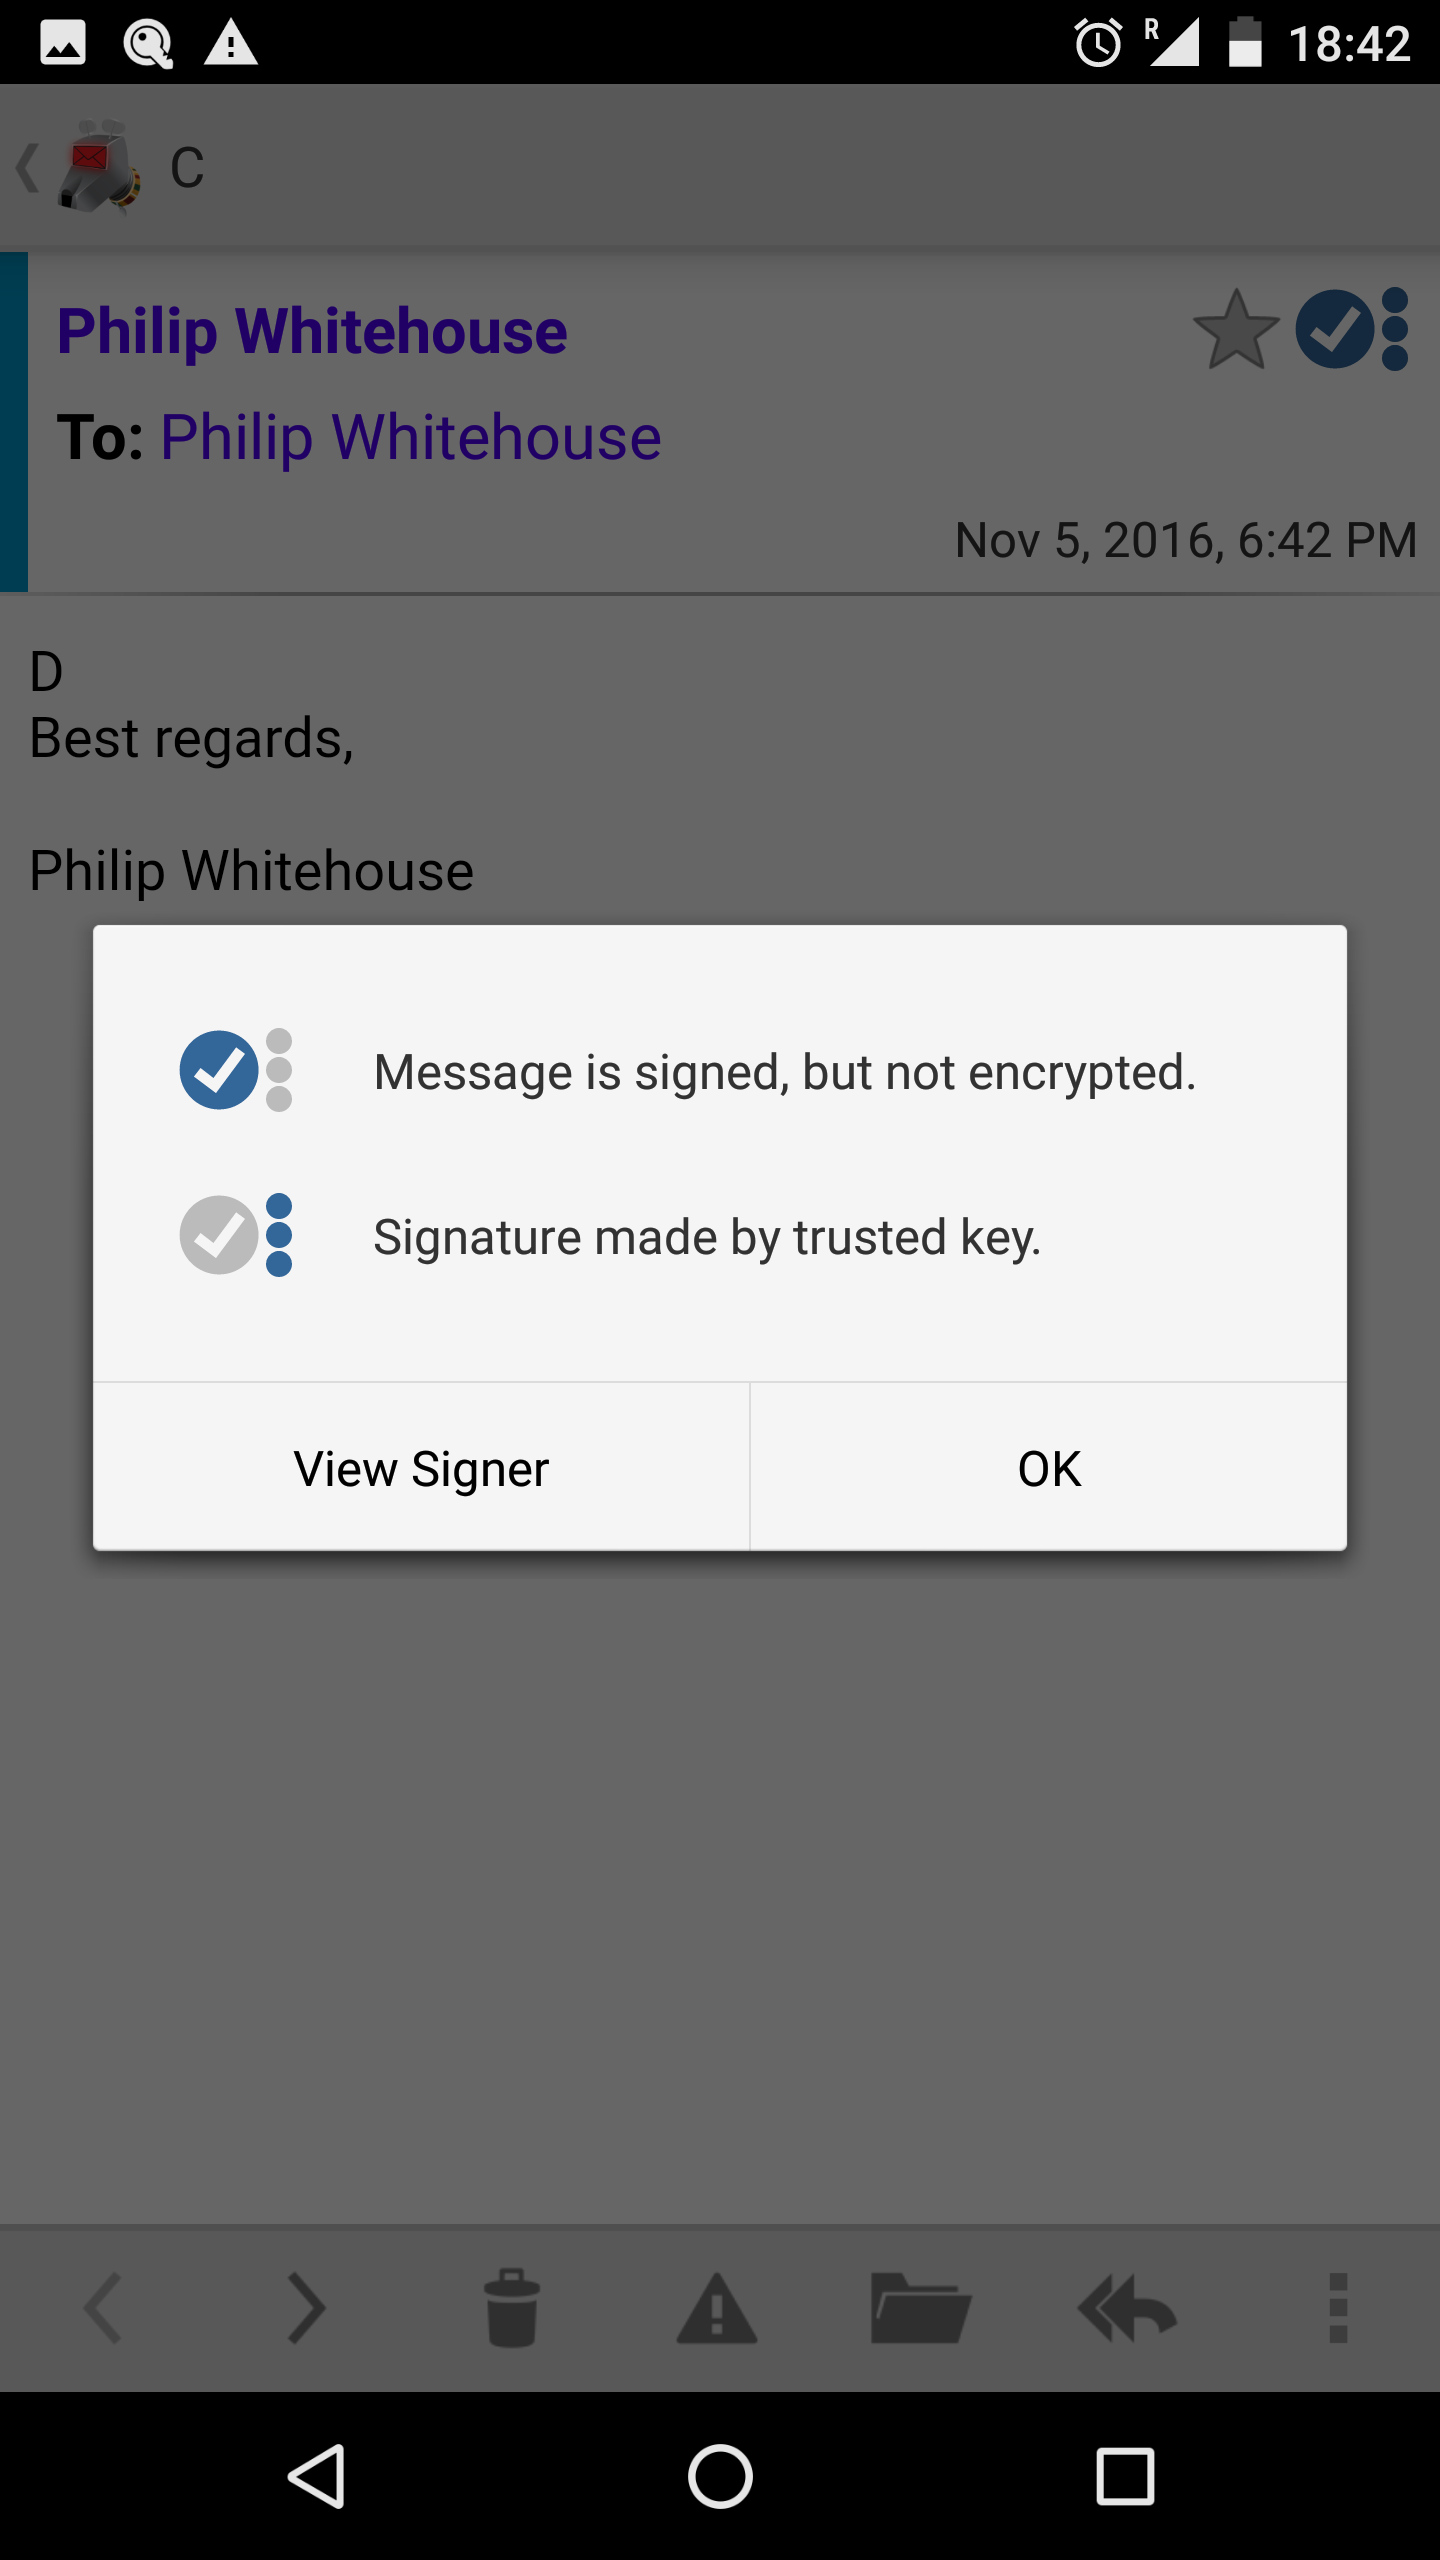 R 18:42
C
Philip Whitehouse
To: Philip Whitehouse
Nov 5, 2016, 6:42 PM
D
Best regards,
Philip Whitehouse
Message is signed, but not encrypted.
Signature made by trusted key.
View Signer OK